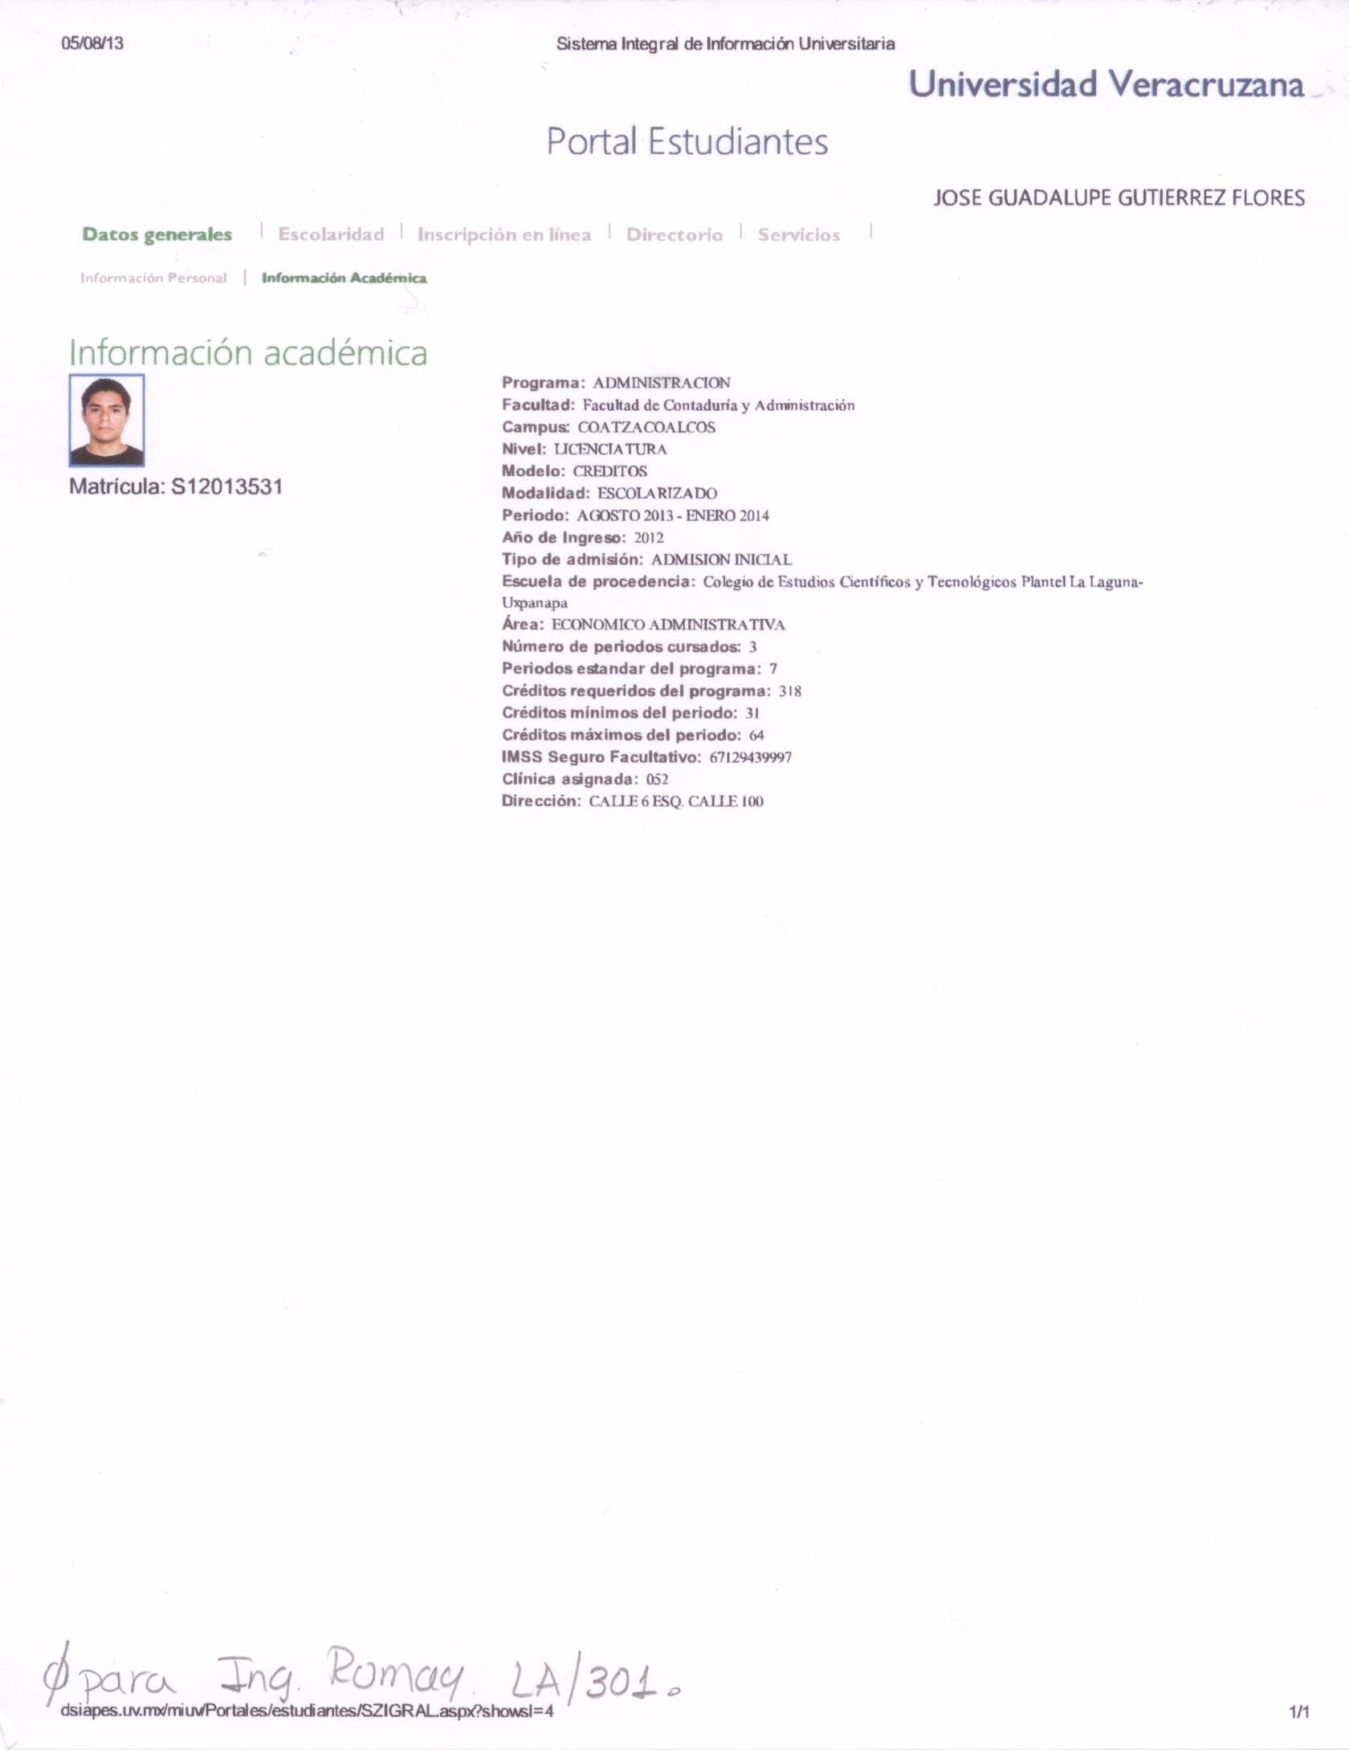 05/08/13 Sistema Integral de Información Universitaria
Universidad Veracruzana
Portal Estudiantes
JOSE GUADALUPE GUTIERREZ FLORES
Datos generales | Escolaridad | Inscripción en línea | Directorio | Servicios |
Información Personal | Información Académica
Información académica
Matrícula: S12013531
Programa: ADMINISTRACION
Facultad: Facultad de Contaduría y Administración
Campus: COATZACOALCOS
Nivel: LICENCIATURA
Modelo: CREDITOS
Modalidad: ESCOLARIZADO
Periodo: AGOSTO 2013 - ENERO 2014
Año de Ingreso: 2012
Tipo de admisión: ADMISION INICIAL
Escuela de procedencia: Colegio de Estudios Científicos y Tecnológicos Plantel La Laguna-
Uxpanapa
Área: ECONOMICO ADMINISTRATIVA
Número de periodos cursados: 3
Periodos estandar del programa: 7
Créditos requeridos del programa: 318
Créditos mínimos del periodo: 31
Créditos máximos del periodo: 64
IMSS Seguro Facultativo: 67129439997
Clínica asignada: 052
Dirección: CALLE 6 ESQ. CALLE 100
para Ing. Romay. LA/301.
dsiapes.uv.mx/miuv/Portales/estudiantes/SZIGRAL.aspx?showsl=4 1/1